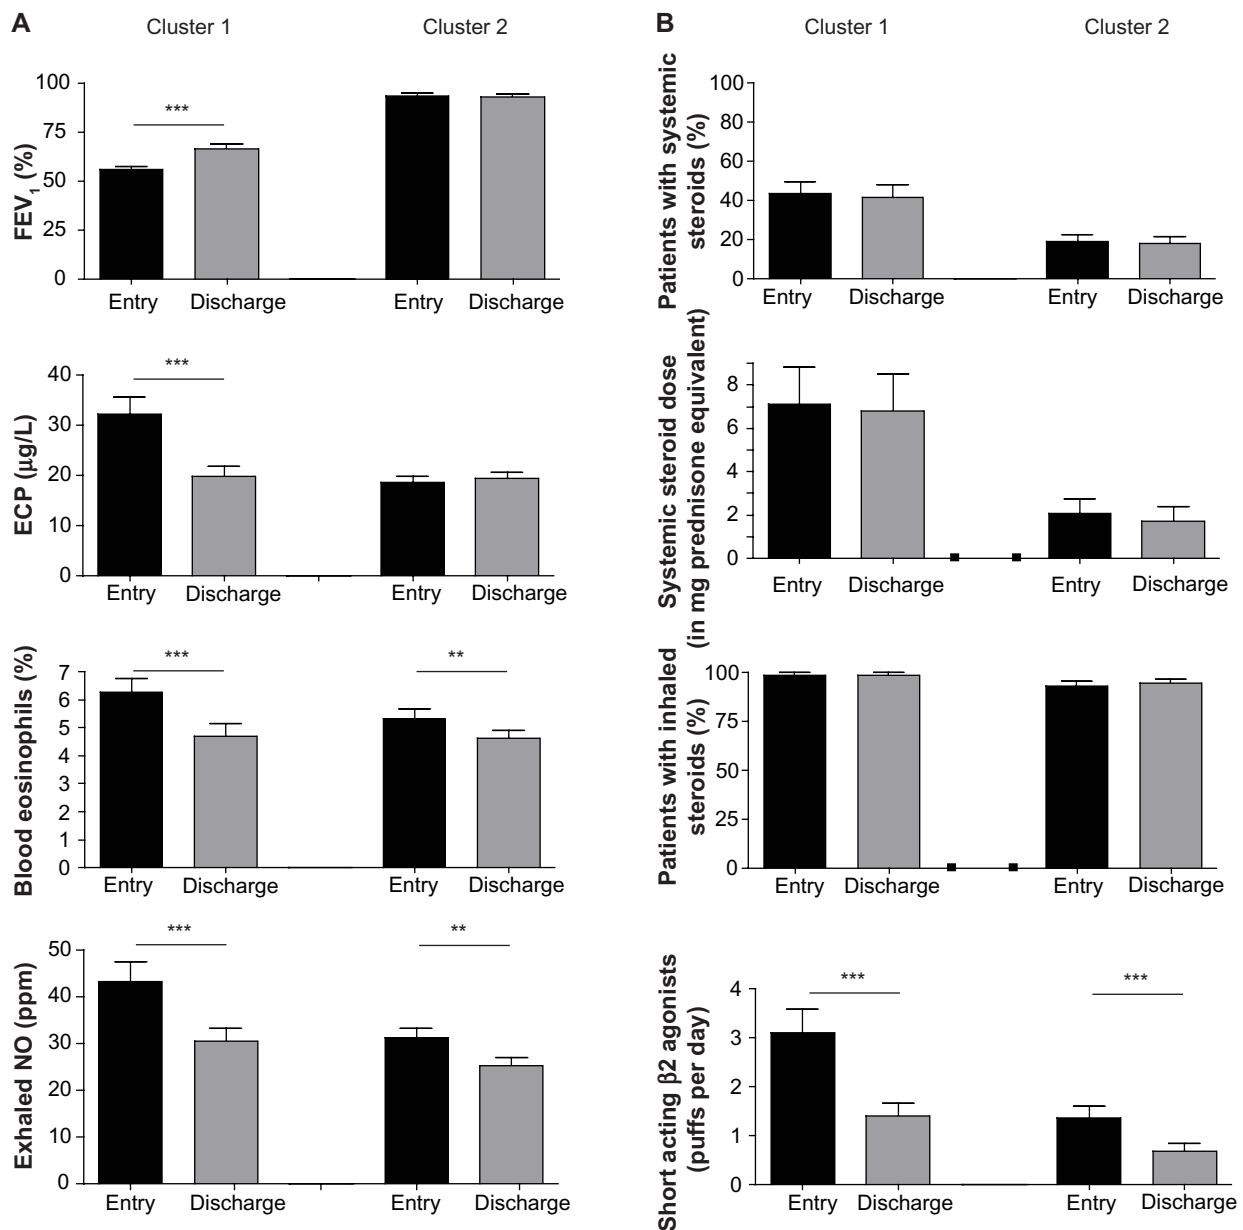 A
Cluster 1
Cluster 2
FEV1 (%)
100
75
50
25
0
***
Entry
Discharge
Entry
Discharge
ECP (μg/L)
40
30
20
10
0
***
Entry
Discharge
Entry
Discharge
Blood eosinophils (%)
7
6
5
4
3
2
1
0
***
**
Entry
Discharge
Entry
Discharge
Exhaled NO (ppm)
50
40
30
20
10
0
***
**
Entry
Discharge
Entry
Discharge
B
Cluster 1
Cluster 2
Patients with systemic
steroids (%)
100
80
60
40
20
0
Entry
Discharge
Entry
Discharge
Systemic steroid dose
(in mg prednisone equivalent)
8
6
4
2
0
Entry
Discharge
Entry
Discharge
Patients with inhaled
steroids (%)
100
75
50
25
0
Entry
Discharge
Entry
Discharge
Short acting β2 agonists
(puffs per day)
4
3
2
1
0
***
***
Entry
Discharge
Entry
Discharge